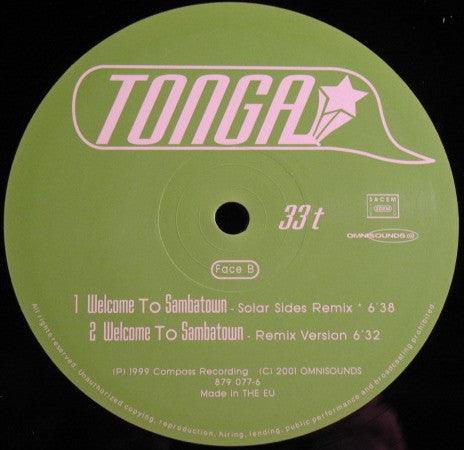 TONGA
33 t
SACEM
SDRM
OMNISOUNDS
Face B
1 Welcome To Sambatown - Solar Sides Remix * 6'38
2 Welcome To Sambatown - Remix Version 6'32
(P) 1999 Compass Recording (C) 2001 OMNISOUNDS
879 077-6
Made in THE EU
All rights reserved. Unauthorized copying, reproduction, hiring, lending, public performance and broadcasting prohibited